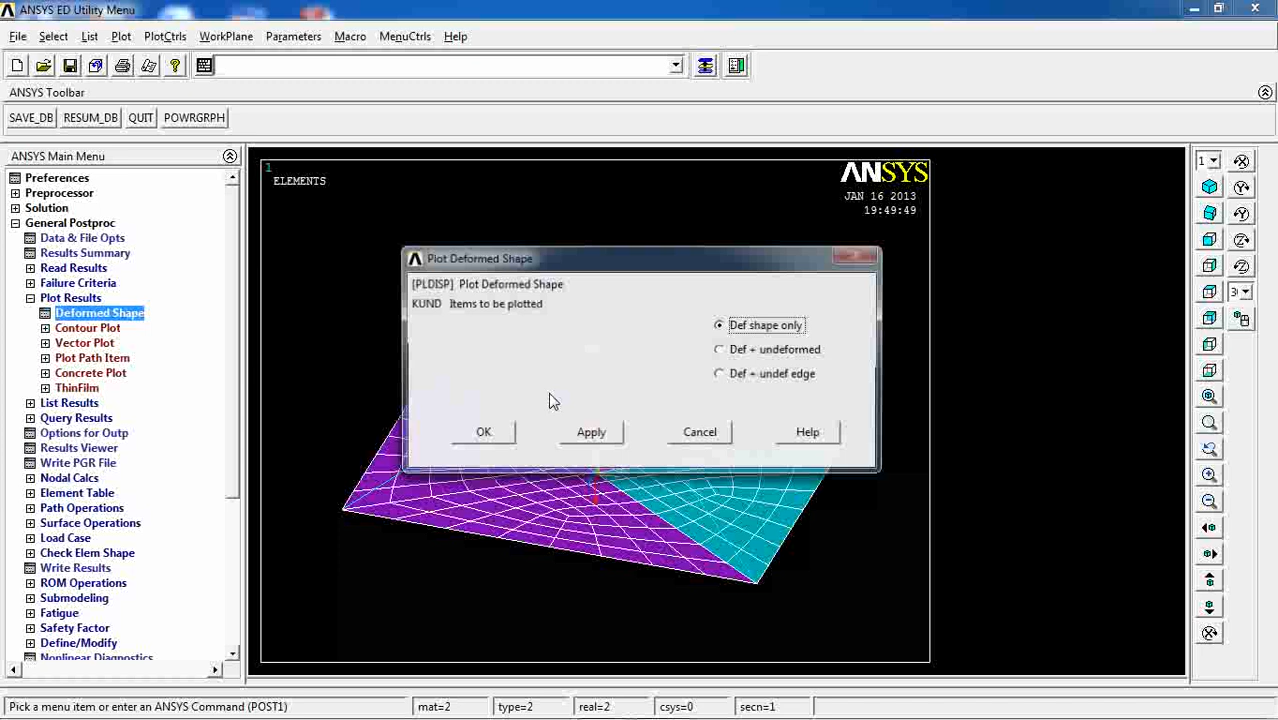 ANSYS ED Utility Menu
File Select List Plot PlotCtrls WorkPlane Parameters Macro MenuCtrls Help
ANSYS Toolbar
SAVE_DB RESUM_DB QUIT POWRGRPH
ANSYS Main Menu
Preferences
Preprocessor
Solution
General Postproc
Data & File Opts
Results Summary
Read Results
Failure Criteria
Plot Results
Deformed Shape
Contour Plot
Vector Plot
Plot Path Item
Concrete Plot
ThinFilm
List Results
Query Results
Options for Outp
Results Viewer
Write PGR File
Nodal Calcs
Element Table
Path Operations
Surface Operations
Load Case
Check Elem Shape
Write Results
ROM Operations
Submodeling
Fatigue
Safety Factor
Define/Modify
Nonlinear Diagnostics
1
ELEMENTS
ANSYS
JAN 16 2013
19:49:49
Plot Deformed Shape
[PLDISP] Plot Deformed Shape
KUND Items to be plotted
Def shape only
Def + undeformed
Def + undef edge
OK Apply Cancel Help
1
Pick a menu item or enter an ANSYS Command (POST1) mat=2 type=2 real=2 csys=0 secn=1